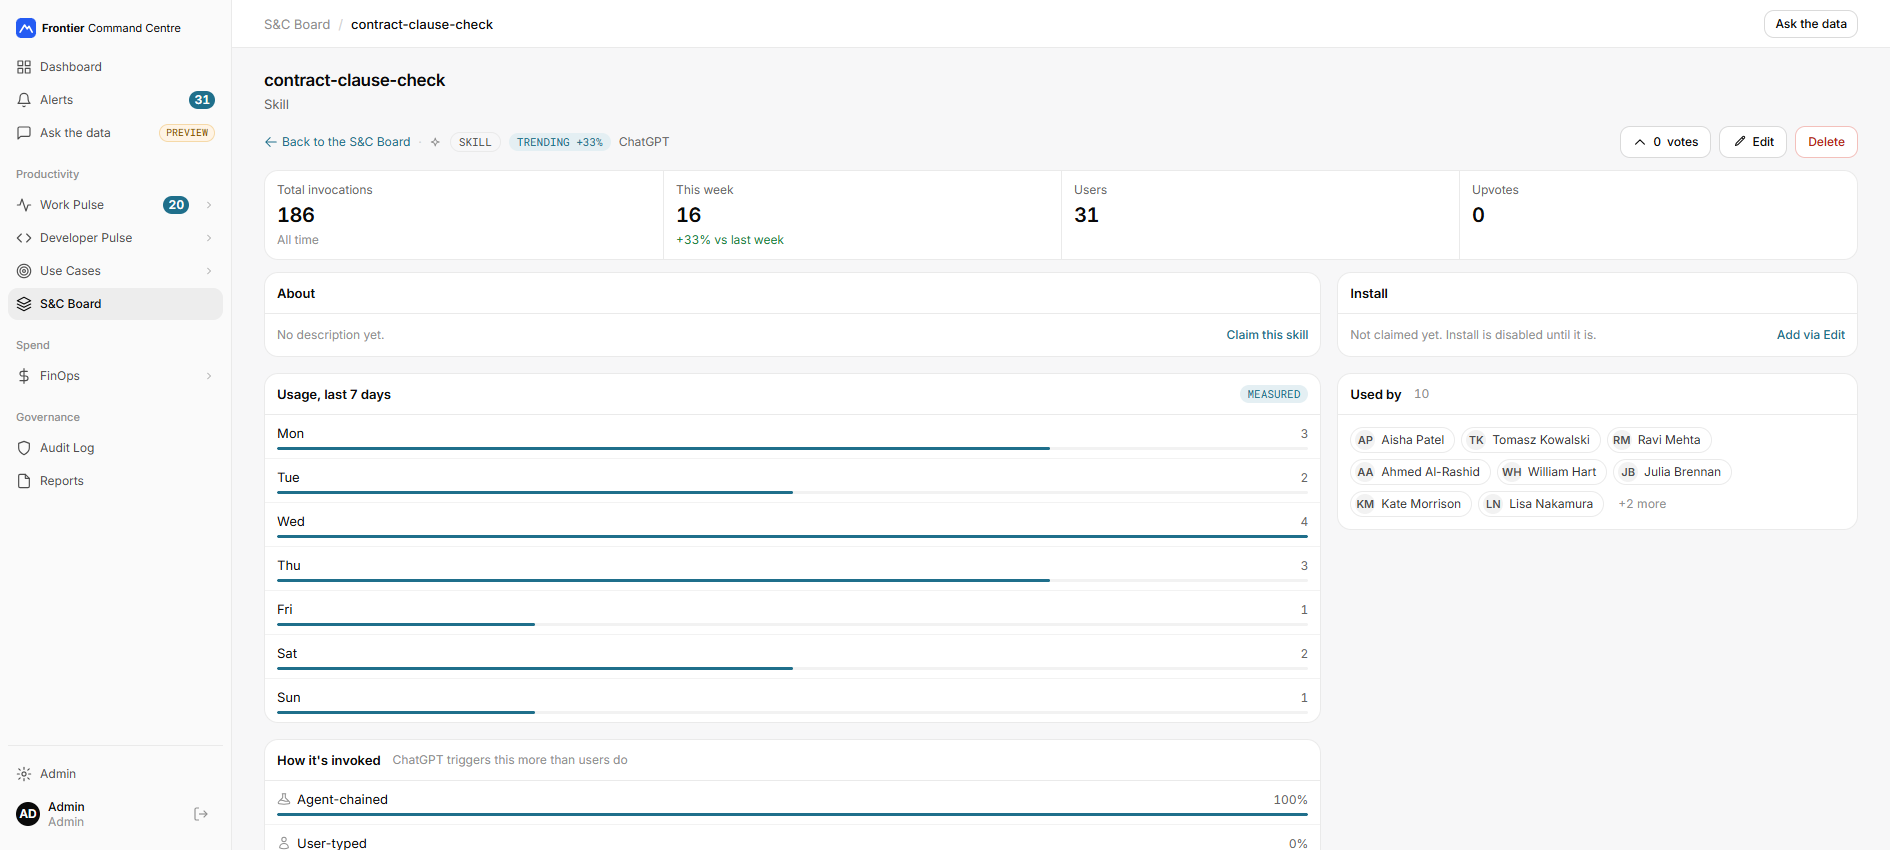 Frontier Command Centre
Dashboard
Alerts 31
Ask the data PREVIEW
Productivity
Work Pulse 20
Developer Pulse
Use Cases
S&C Board
Spend
FinOps
Governance
Audit Log
Reports
Admin
AD Admin
Admin
S&C Board / contract-clause-check
Ask the data
contract-clause-check
Skill
Back to the S&C Board · SKILL TRENDING +33% ChatGPT
0 votes Edit Delete
Total invocations
186
All time
This week
16
+33% vs last week
Users
31
Upvotes
0
About
No description yet. Claim this skill
Install
Not claimed yet. Install is disabled until it is. Add via Edit
Usage, last 7 days MEASURED
Mon 3
Tue 2
Wed 4
Thu 3
Fri 1
Sat 2
Sun 1
Used by 10
AP Aisha Patel TK Tomasz Kowalski RM Ravi Mehta
AA Ahmed Al-Rashid WH William Hart JB Julia Brennan
KM Kate Morrison LN Lisa Nakamura +2 more
How it's invoked ChatGPT triggers this more than users do
Agent-chained 100%
User-typed 0%